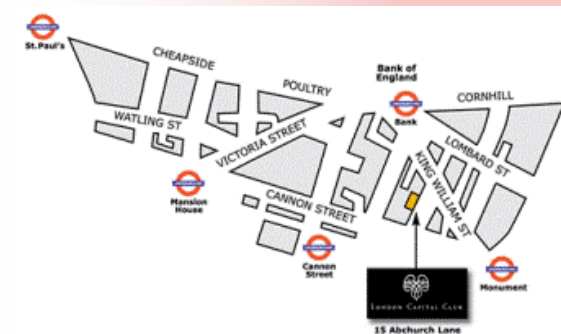 St.Paul's
CHEAPSIDE
POULTRY
Bank of
England
Bank
CORNHILL
WATLING ST
VICTORIA STREET
LOMBARD ST
KING WILLIAM ST
Mansion
House
CANNON STREET
Cannon
Street
Monument
LONDON CAPITAL CLUB
15 Abchurch Lane